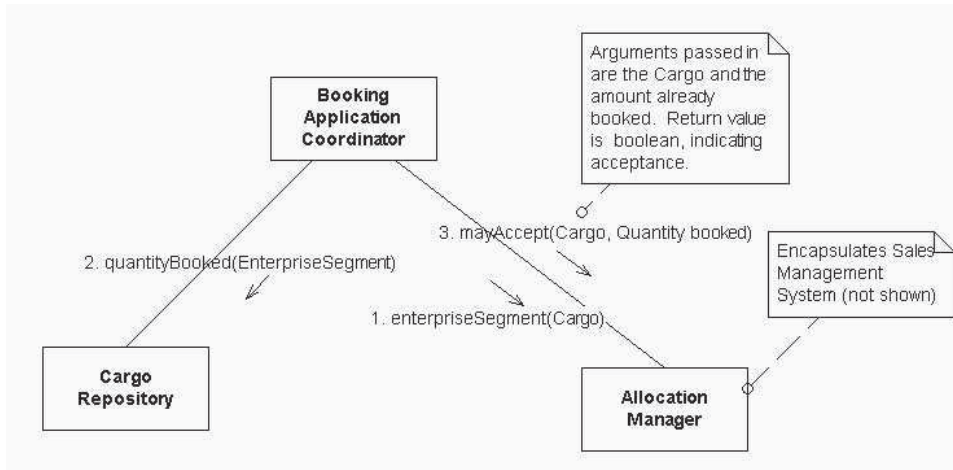 Arguments passed in
are the Cargo and the
amount already
booked. Return value
is boolean, indicating
acceptance.
Booking
Application
Coordinator
3. mayAccept(Cargo, Quantity booked)
2. quantityBooked(EnterpriseSegment)
Encapsulates Sales
Management
System (not shown)
1. enterpriseSegment(Cargo)
Cargo
Repository
Allocation
Manager